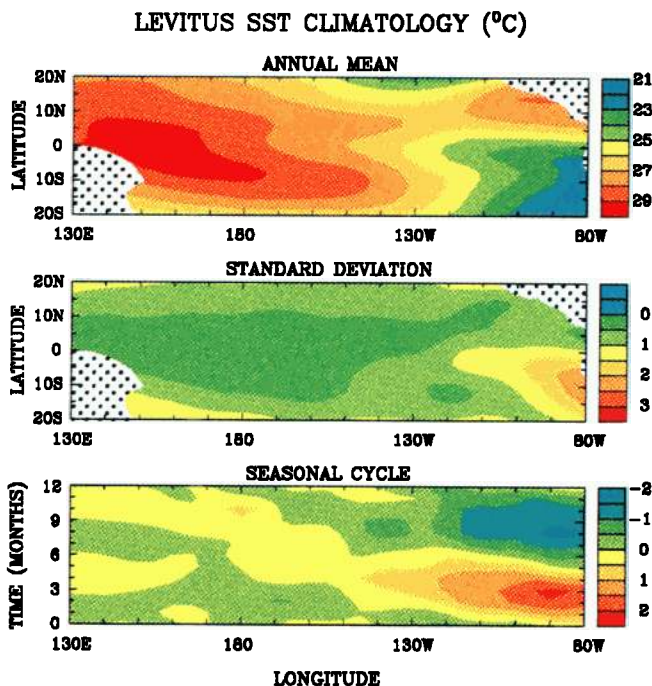 LEVITUS SST CLIMATOLOGY (⁰C)
ANNUAL MEAN
LATITUDE
20N
10N
0
10S
20S
130E 180 130W 80W
21
23
25
27
29
STANDARD DEVIATION
LATITUDE
20N
10N
0
10S
20S
130E 180 130W 80W
0
1
2
3
SEASONAL CYCLE
TIME (MONTHS)
12
9
6
3
0
130E 180 130W 80W
-2
-1
0
1
2
LONGITUDE